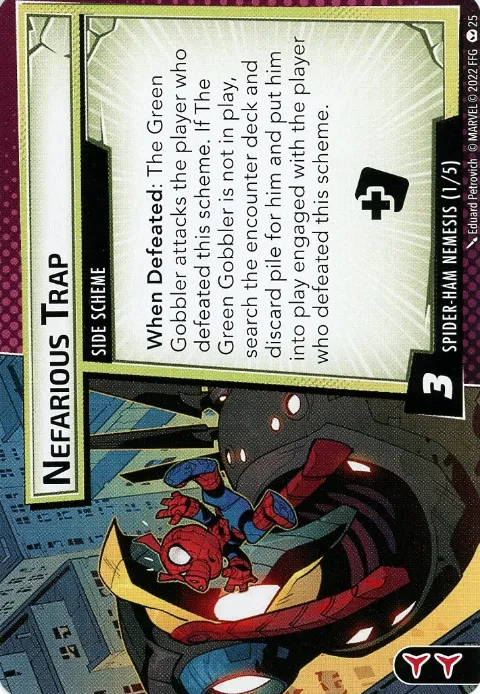 NEFARIOUS TRAP
SIDE SCHEME
When Defeated: The Green
Gobbler attacks the player who
defeated this scheme. If The
Green Gobbler is not in play,
search the encounter deck and
discard pile for him and put him
into play engaged with the player
who defeated this scheme.
3
SPIDER-HAM NEMESIS (1/5)
Eduard Petrovich © MARVEL © 2022 FFG 25